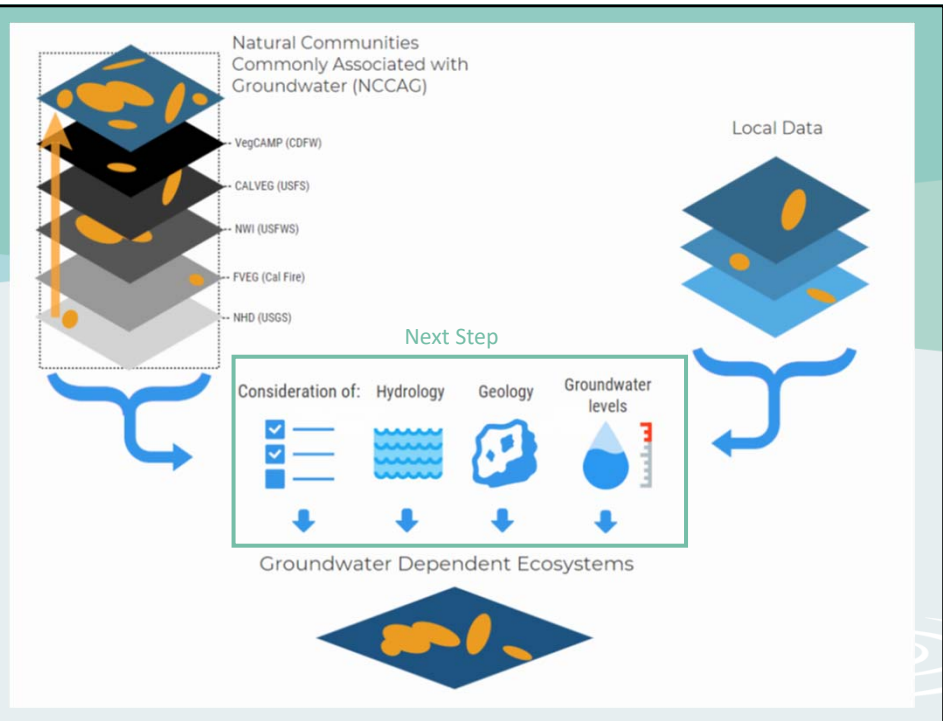 Natural Communities
Commonly Associated with
Groundwater (NCCAG)
VegCAMP (CDFW)
CALVEG (USFS)
NWI (USFWS)
FVEG (Cal Fire)
NHD (USGS)
Local Data
Next Step
Consideration of:
Hydrology
Geology
Groundwater
levels
Groundwater Dependent Ecosystems